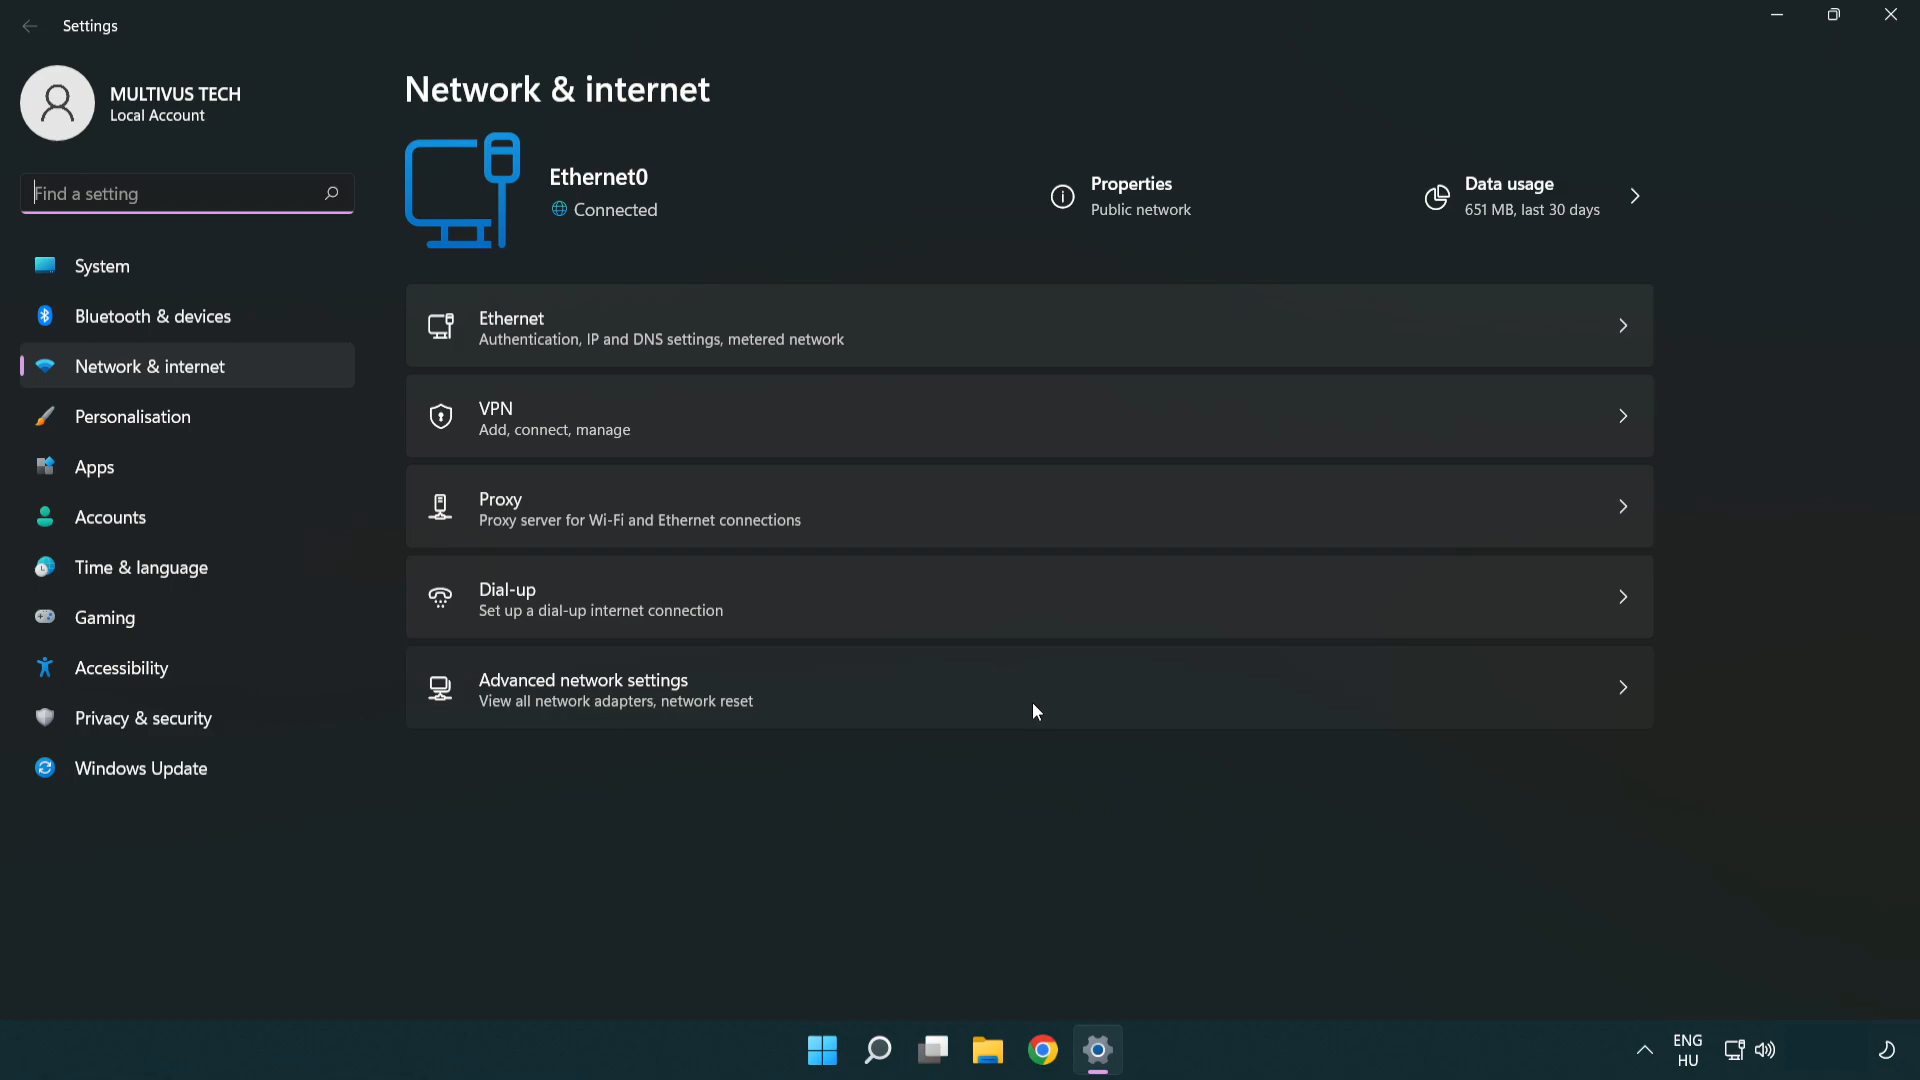 Settings
MULTIVUS TECH
Local Account
Find a setting
System
Bluetooth & devices
Network & internet
Personalisation
Apps
Accounts
Time & language
Gaming
Accessibility
Privacy & security
Windows Update
Network & internet
Ethernet0
Connected
Properties
Public network
Data usage
651 MB, last 30 days
Ethernet
Authentication, IP and DNS settings, metered network
VPN
Add, connect, manage
Proxy
Proxy server for Wi-Fi and Ethernet connections
Dial-up
Set up a dial-up internet connection
Advanced network settings
View all network adapters, network reset
ENG
HU